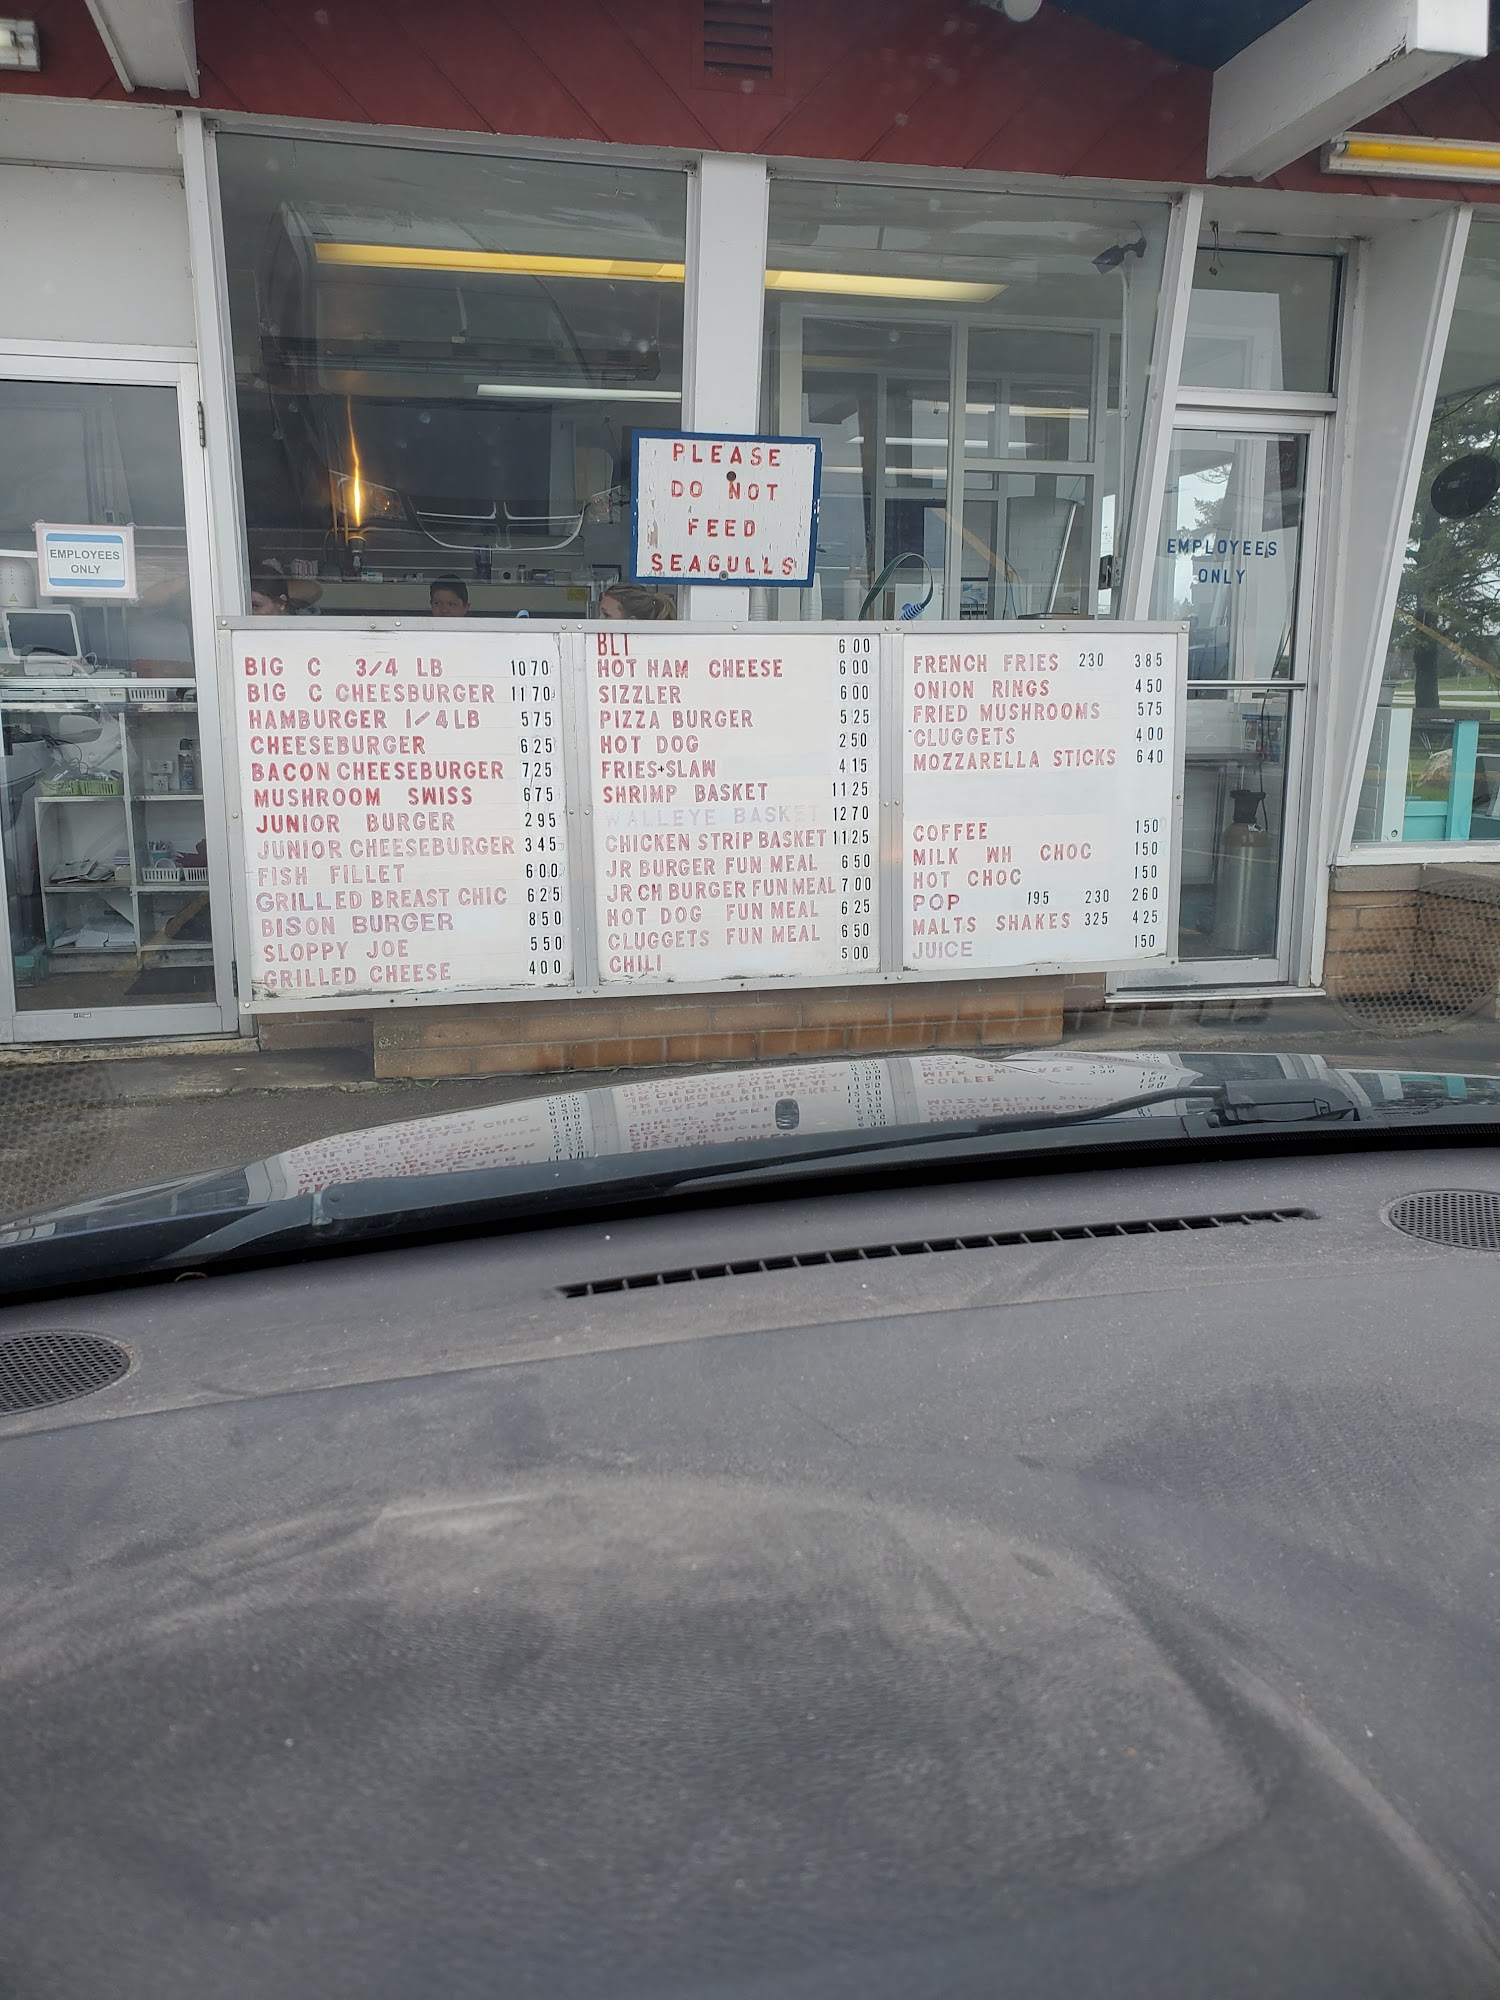 PLEASE
DO NOT
FEED
SEAGULLS
EMPLOYEES
ONLY
EMPLOYEES
ONLY
BIG C 3/4 LB 1070
BIG C CHEESBURGER 1170
HAMBURGER 1/4 LB 575
CHEESEBURGER 625
BACON CHEESEBURGER 725
MUSHROOM SWISS 675
JUNIOR BURGER 295
JUNIOR CHEESEBURGER 345
FISH FILLET 600
GRILLED BREAST CHIC 625
BISON BURGER 850
SLOPPY JOE 550
GRILLED CHEESE 400
BLT 600
HOT HAM CHEESE 600
SIZZLER 600
PIZZA BURGER 525
HOT DOG 250
FRIES+SLAW 415
SHRIMP BASKET 1125
WALLEYE BASKET 1270
CHICKEN STRIP BASKET 1125
JR BURGER FUN MEAL 650
JR CH BURGER FUN MEAL 700
HOT DOG FUN MEAL 625
CLUGGETS FUN MEAL 650
CHILI 500
FRENCH FRIES 230 385
ONION RINGS 450
FRIED MUSHROOMS 575
CLUGGETS 400
MOZZARELLA STICKS 640
COFFEE 150
MILK WH CHOC 150
HOT CHOC 150
POP 195 230 260
MALTS SHAKES 325 425
JUICE 150